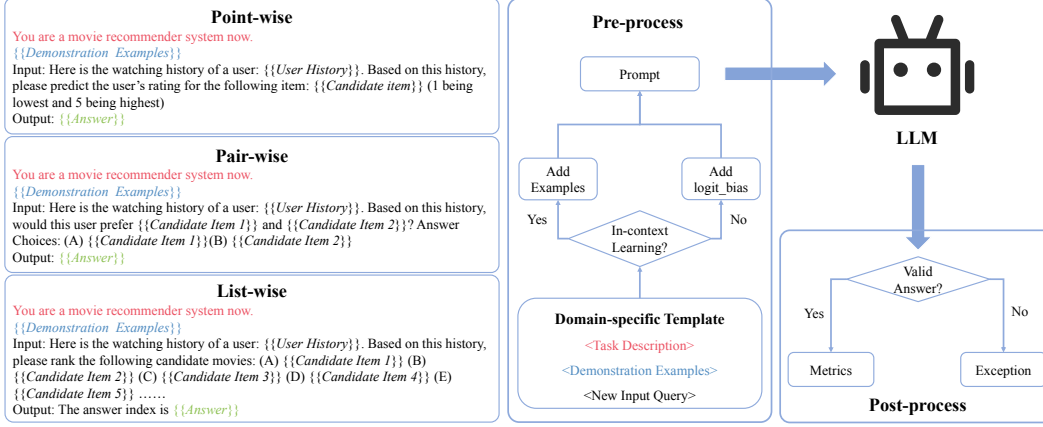 Point-wise
You are a movie recommender system now.
{{Demonstration Examples}}
Input: Here is the watching history of a user: {{User History}}. Based on this history,
please predict the user's rating for the following item: {{Candidate item}} (1 being
lowest and 5 being highest)
Output: {{Answer}}
Pair-wise
You are a movie recommender system now.
{{Demonstration Examples}}
Input: Here is the watching history of a user: {{User History}}. Based on this history,
would this user prefer {{Candidate Item 1}} and {{Candidate Item 2}}? Answer
Choices: (A) {{Candidate Item 1}}(B) {{Candidate Item 2}}
Output: {{Answer}}
List-wise
You are a movie recommender system now.
{{Demonstration Examples}}
Input: Here is the watching history of a user: {{User History}}. Based on this history,
please rank the following candidate movies: (A) {{Candidate Item 1}} (B)
{{Candidate Item 2}} (C) {{Candidate Item 3}} (D) {{Candidate Item 4}} (E)
{{Candidate Item 5}} ……
Output: The answer index is {{Answer}}
Pre-process
Prompt
Add
Examples
Add
logit_bias
Yes
No
In-context
Learning?
Domain-specific Template
<Task Description>
<Demonstration Examples>
<New Input Query>
LLM
Valid
Answer?
Yes
No
Metrics
Exception
Post-process